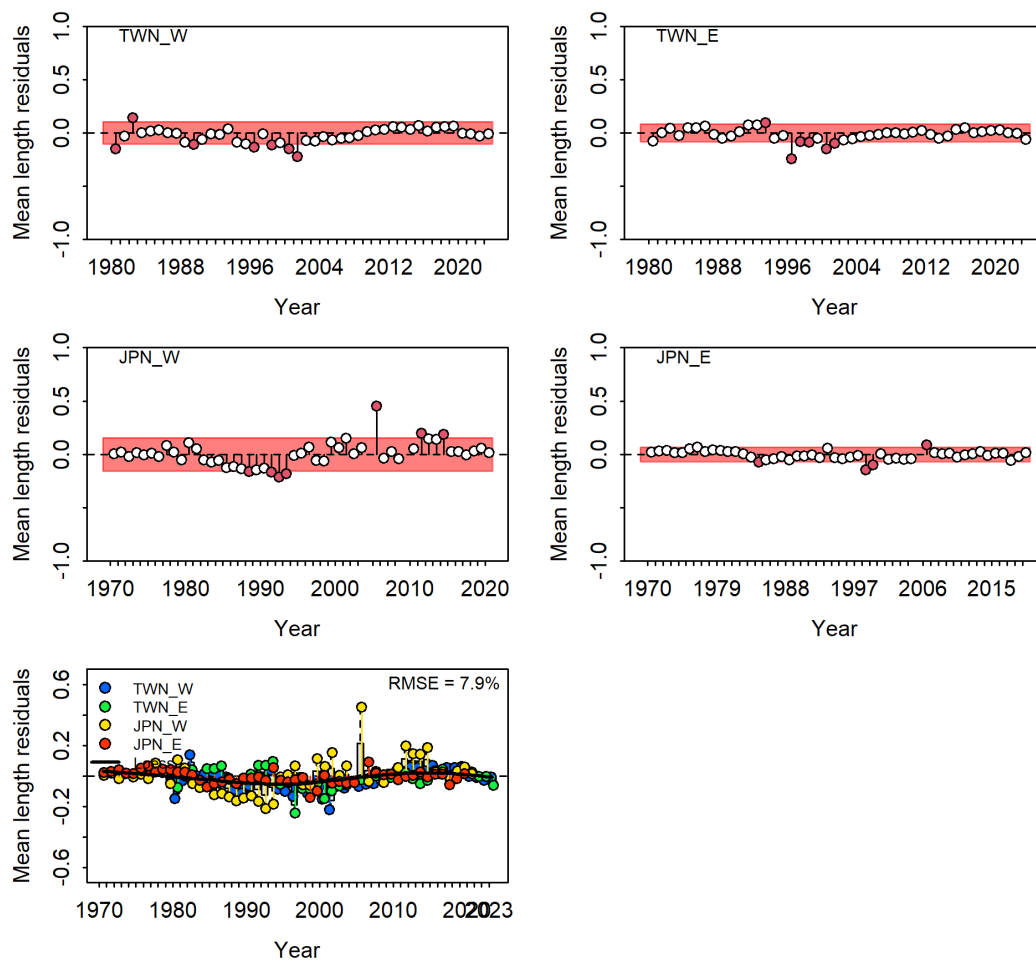 TWN_W
Mean length residuals
1.0
0.5
0.0
-1.0
1980 1988 1996 2004 2012 2020
Year
TWN_E
Mean length residuals
1.0
0.5
0.0
-1.0
1980 1988 1996 2004 2012 2020
Year
JPN_W
Mean length residuals
1.0
0.5
0.0
-1.0
1970 1980 1990 2000 2010 2020
Year
JPN_E
Mean length residuals
1.0
0.5
0.0
-1.0
1970 1979 1988 1997 2006 2015
Year
Mean length residuals
0.6
0.2
-0.2
-0.6
TWN_W
TWN_E
JPN_W
JPN_E
RMSE = 7.9%
1970 1980 1990 2000 2010 2020 2023
Year